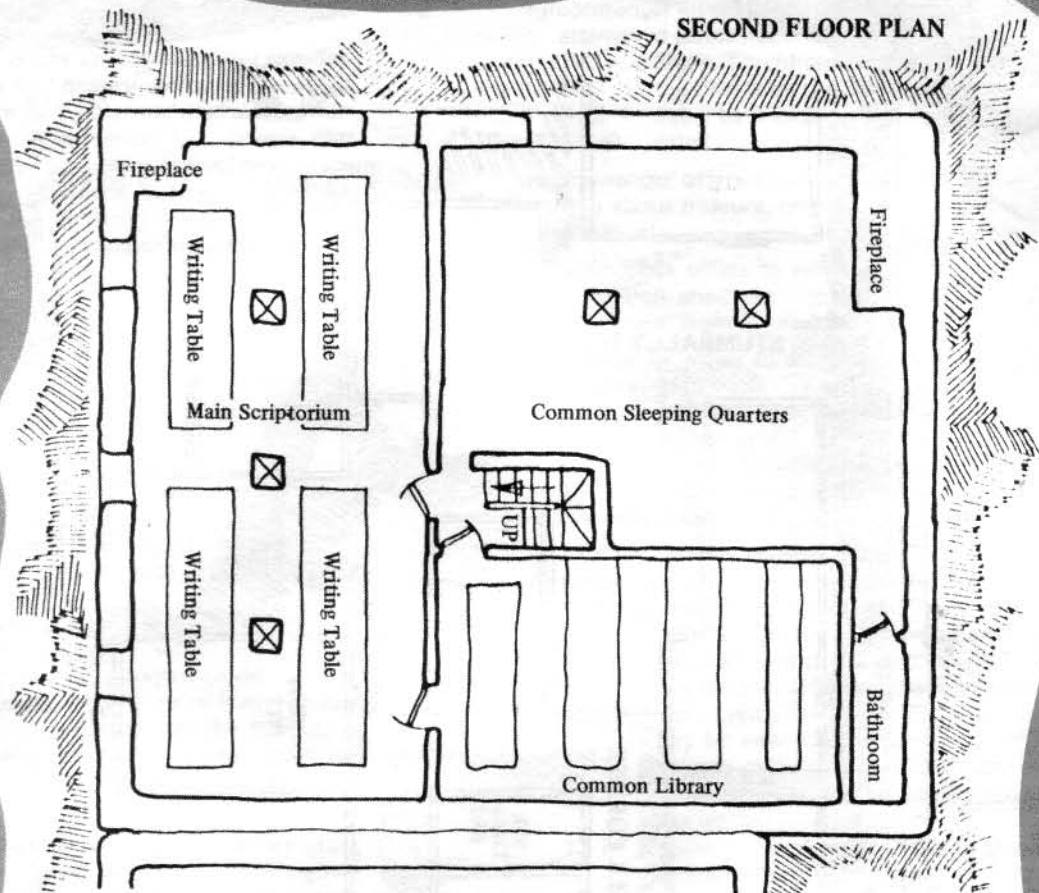 SECOND FLOOR PLAN
Fireplace
Fireplace
Writing Table
Writing Table
Main Scriptorium
Common Sleeping Quarters
UP
Writing Table
Writing Table
Bathroom
Common Library